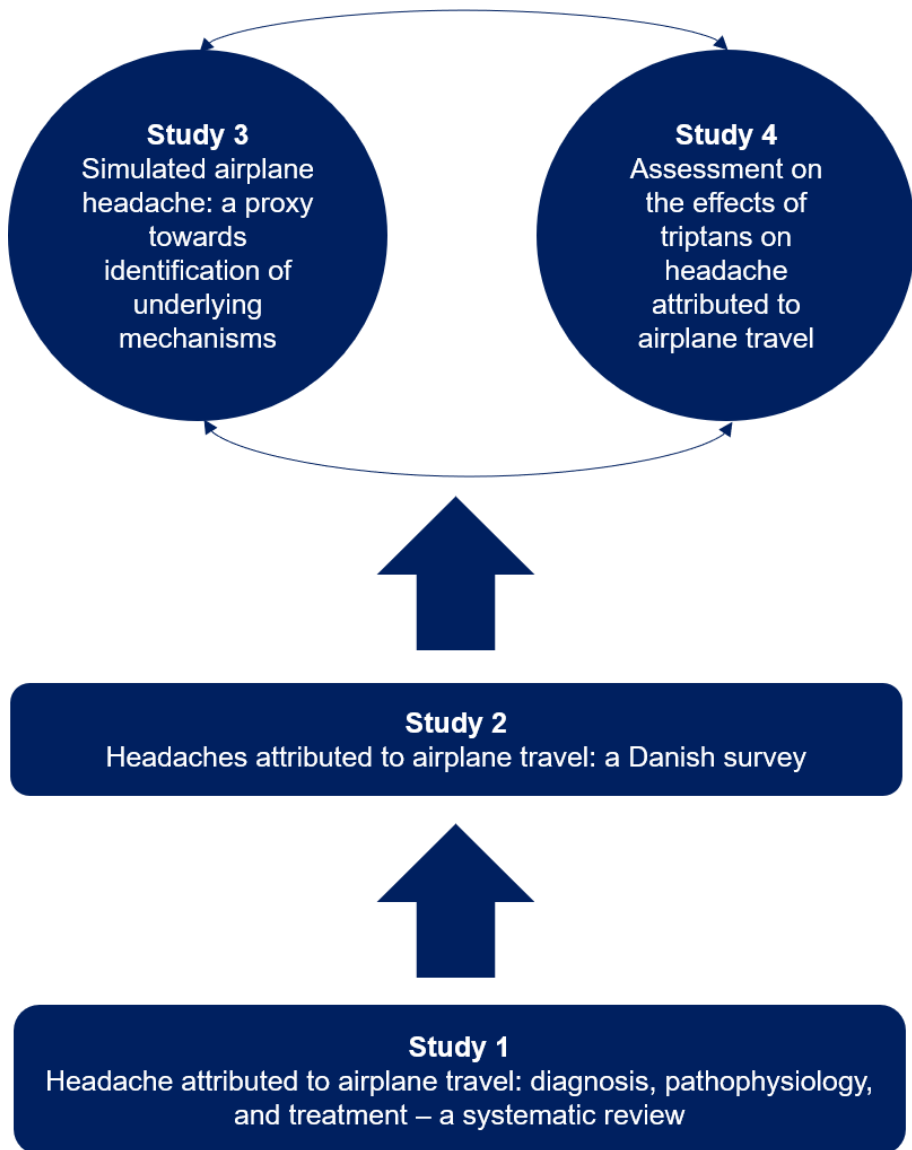 Study 3
Simulated airplane
headache: a proxy
towards
identification of
underlying
mechanisms
Study 4
Assessment on
the effects of
triptans on
headache
attributed to
airplane travel
Study 2
Headaches attributed to airplane travel: a Danish survey
Study 1
Headache attributed to airplane travel: diagnosis, pathophysiology,
and treatment – a systematic review